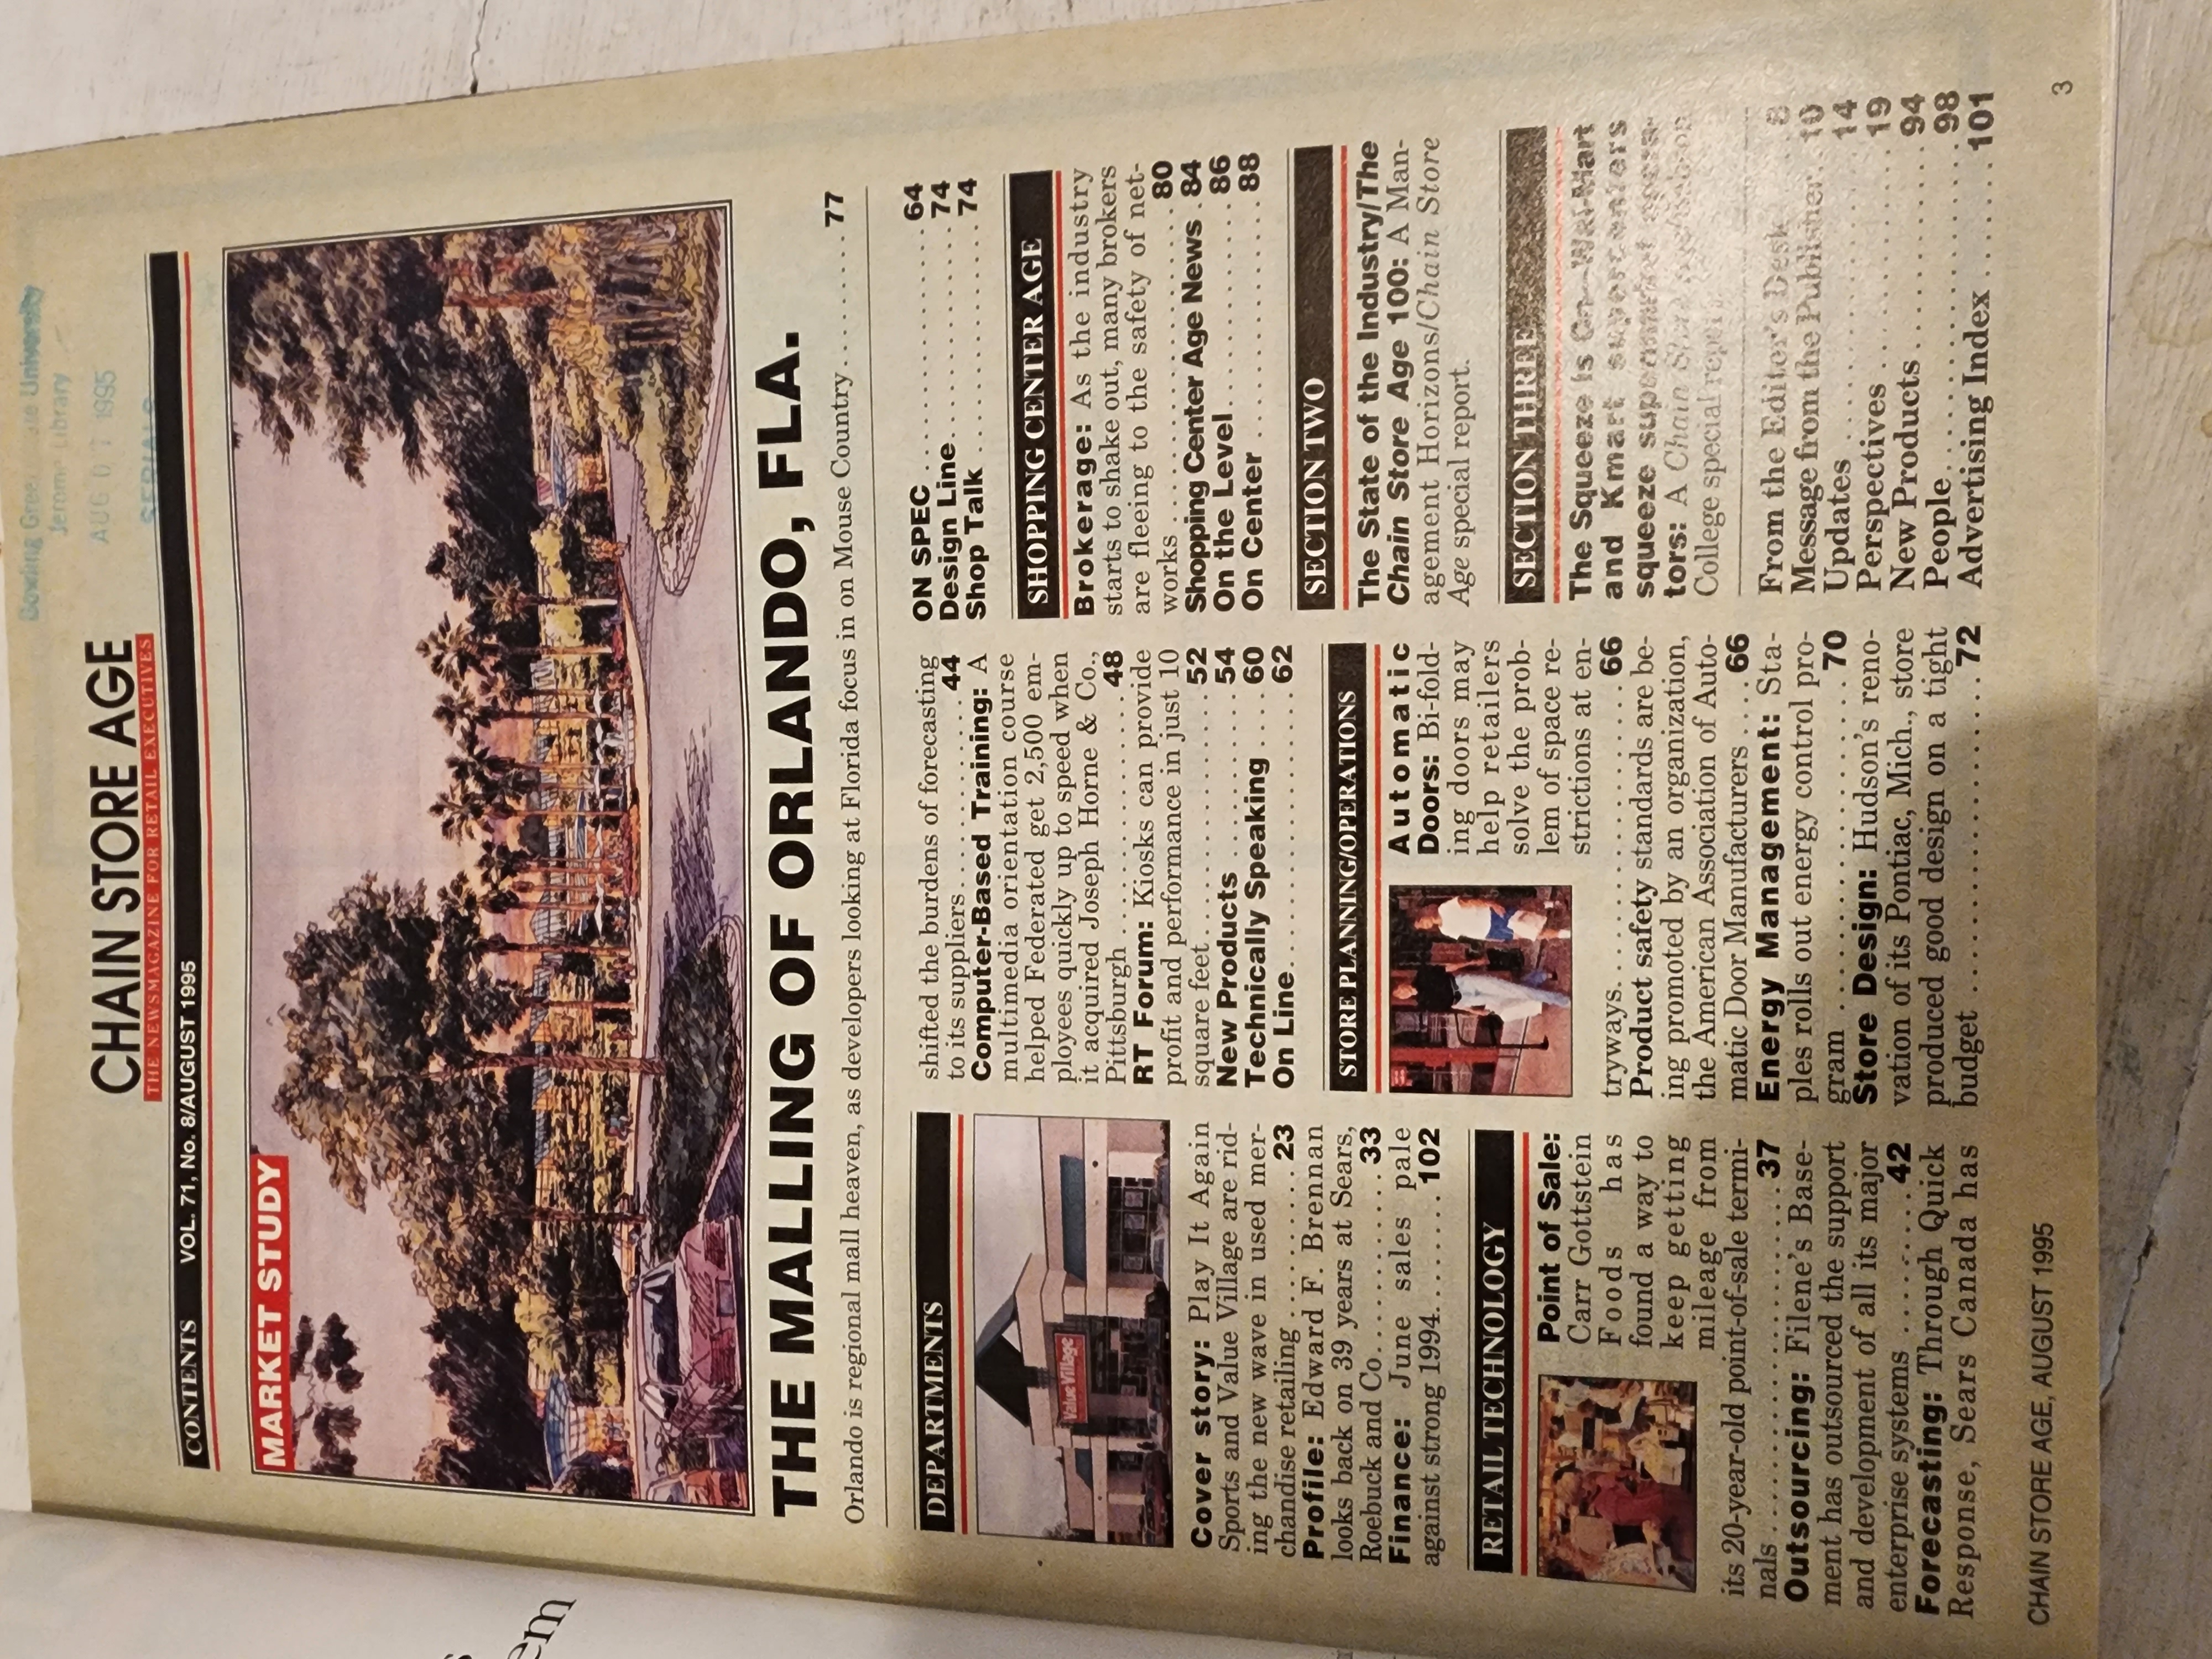 Bowling Green State University
Jerome Library
AUG 07 1995
SERIALS
CHAIN STORE AGE
THE NEWSMAGAZINE FOR RETAIL EXECUTIVES
CONTENTS VOL. 71, No. 8/AUGUST 1995
MARKET STUDY
THE MALLING OF ORLANDO, FLA.
Orlando is regional mall heaven, as developers looking at Florida focus in on Mouse Country ......... 77
DEPARTMENTS
Value Village
Cover story: Play It Again
Sports and Value Village are rid-
ing the new wave in used mer-
chandise retailing ............ 23
Profile: Edward F. Brennan
looks back on 39 years at Sears,
Roebuck and Co. ............ 33
Finance: June sales pale
against strong 1994......... 102
RETAIL TECHNOLOGY
Point of Sale:
Carr Gottstein
Foods has
found a way to
keep getting
mileage from
its 20-year-old point-of-sale termi-
nals ........................ 37
Outsourcing: Filene's Base-
ment has outsourced the support
and development of all its major
enterprise systems .......... 42
Forecasting: Through Quick
Response, Sears Canada has
shifted the burdens of forecasting
to its suppliers .............. 44
Computer-Based Training: A
multimedia orientation course
helped Federated get 2,500 em-
ployees quickly up to speed when
it acquired Joseph Horne & Co.,
Pittsburgh .................. 48
RT Forum: Kiosks can provide
profit and performance in just 10
square feet.................. 52
New Products ............... 54
Technically Speaking ..... 60
On Line...................... 62
STORE PLANNING/OPERATIONS
Automatic
Doors: Bi-fold-
ing doors may
help retailers
solve the prob-
lem of space re-
strictions at en-
tryways..................... 66
Product safety standards are be-
ing promoted by an organization,
the American Association of Auto-
matic Door Manufacturers .... 66
Energy Management: Sta-
ples rolls out energy control pro-
gram ....................... 70
Store Design: Hudson's reno-
vation of its Pontiac, Mich., store
produced good design on a tight
budget ..................... 72
ON SPEC..................... 64
Design Line.................. 74
Shop Talk ................... 74
SHOPPING CENTER AGE
Brokerage: As the industry
starts to shake out, many brokers
are fleeing to the safety of net-
works ....................... 80
Shopping Center Age News . 84
On the Level................. 86
On Center ................... 88
SECTION TWO
The State of the Industry/The
Chain Store Age 100: A Man-
agement Horizons/Chain Store
Age special report.
SECTION THREE
The Squeeze is On—Wal-Mart
and Kmart supercenters
squeeze supermarket opera-
tors: A Chain Store Age/Babson
College special report.
From the Editor's Desk ...... 8
Message from the Publisher.. 10
Updates ..................... 14
Perspectives ................ 19
New Products................ 94
People....................... 98
Advertising Index .......... 101
CHAIN STORE AGE, AUGUST 1995
3
em